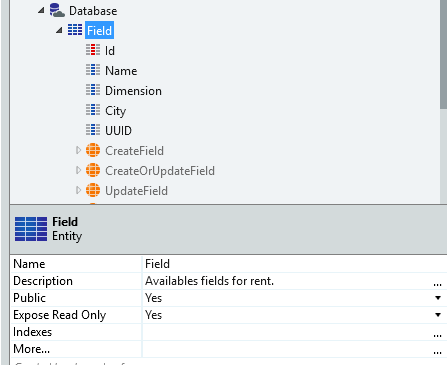 Database
Field
Id
Name
Dimension
City
UUID
CreateField
CreateOrUpdateField
UpdateField
Field
Entity
Name Field
Description Availables fields for rent. ...
Public Yes
Expose Read Only Yes
Indexes ...
More... ...